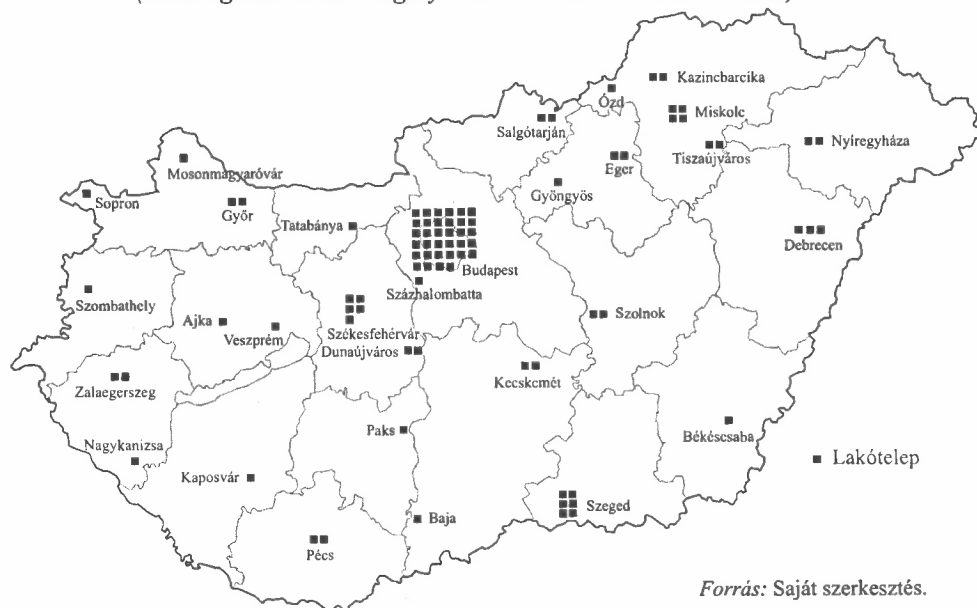 Kazincbarcika
Ózd
Miskolc
Salgótarján
Nyíregyháza
Tiszaújváros
Eger
Mosonmagyaróvár
Gyöngyös
Sopron
Győr
Tatabánya
Debrecen
Budapest
Százhalombatta
Szombathely
Szolnok
Ajka
Székesfehérvár
Veszprém
Dunaújváros
Kecskemét
Zalaegerszeg
Paks
Békéscsaba
Nagykanizsa
Lakótelep
Kaposvár
Szeged
Baja
Pécs
Forrás: Saját szerkesztés.